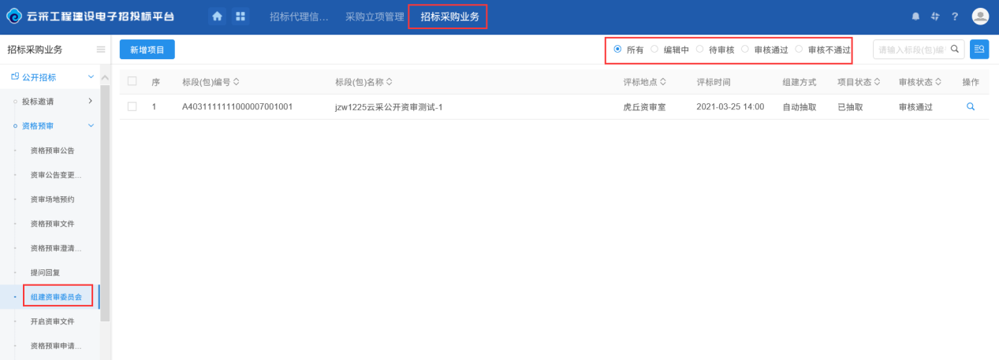 云采工程建设电子招投标平台 招标代理信... 采购立项管理 招标采购业务 ?
招标采购业务 新增项目 所有 编辑中 待审核 审核通过 审核不通过 请输入标段(包)编
公开招标
投标邀请
资格预审
资格预审公告
资审公告变更...
资审场地预约
资格预审文件
资格预审澄清...
提问回复
组建资审委员会
开启资审文件
资格预审申请...
序 标段(包)编号 标段(包)名称 评标地点 评标时间 组建方式 项目状态 审核状态 操作
1 A4031111111000007001001 jzw1225云采公开资审测试-1 虎丘资审室 2021-03-25 14:00 自动抽取 已抽取 审核通过